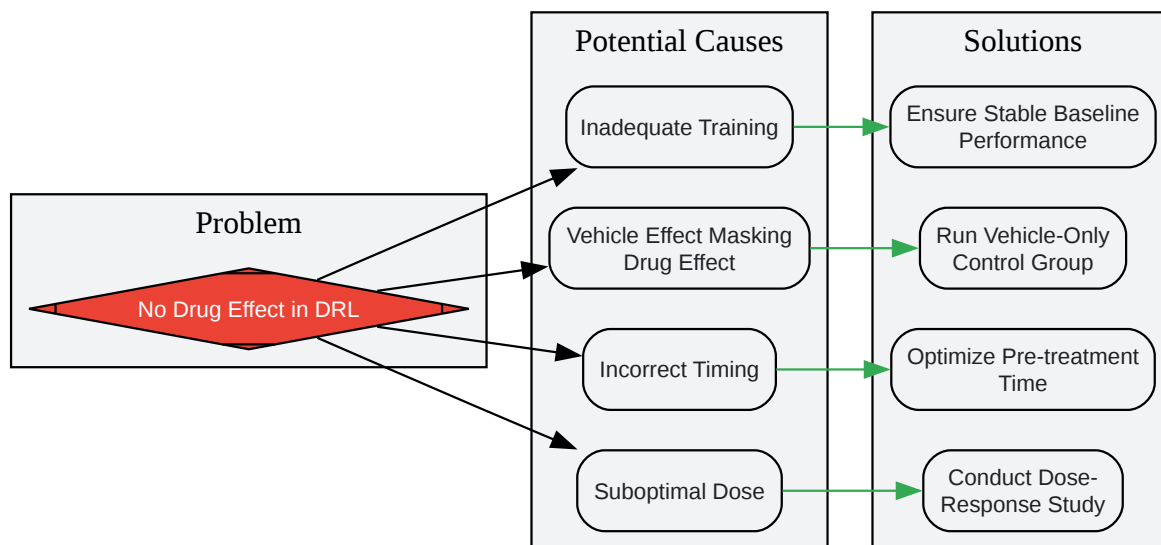 Problem
No Drug Effect in DRL
Potential Causes
Inadequate Training
Vehicle Effect Masking
Drug Effect
Incorrect Timing
Suboptimal Dose
Solutions
Ensure Stable Baseline
Performance
Run Vehicle-Only
Control Group
Optimize Pre-treatment
Time
Conduct Dose-
Response Study